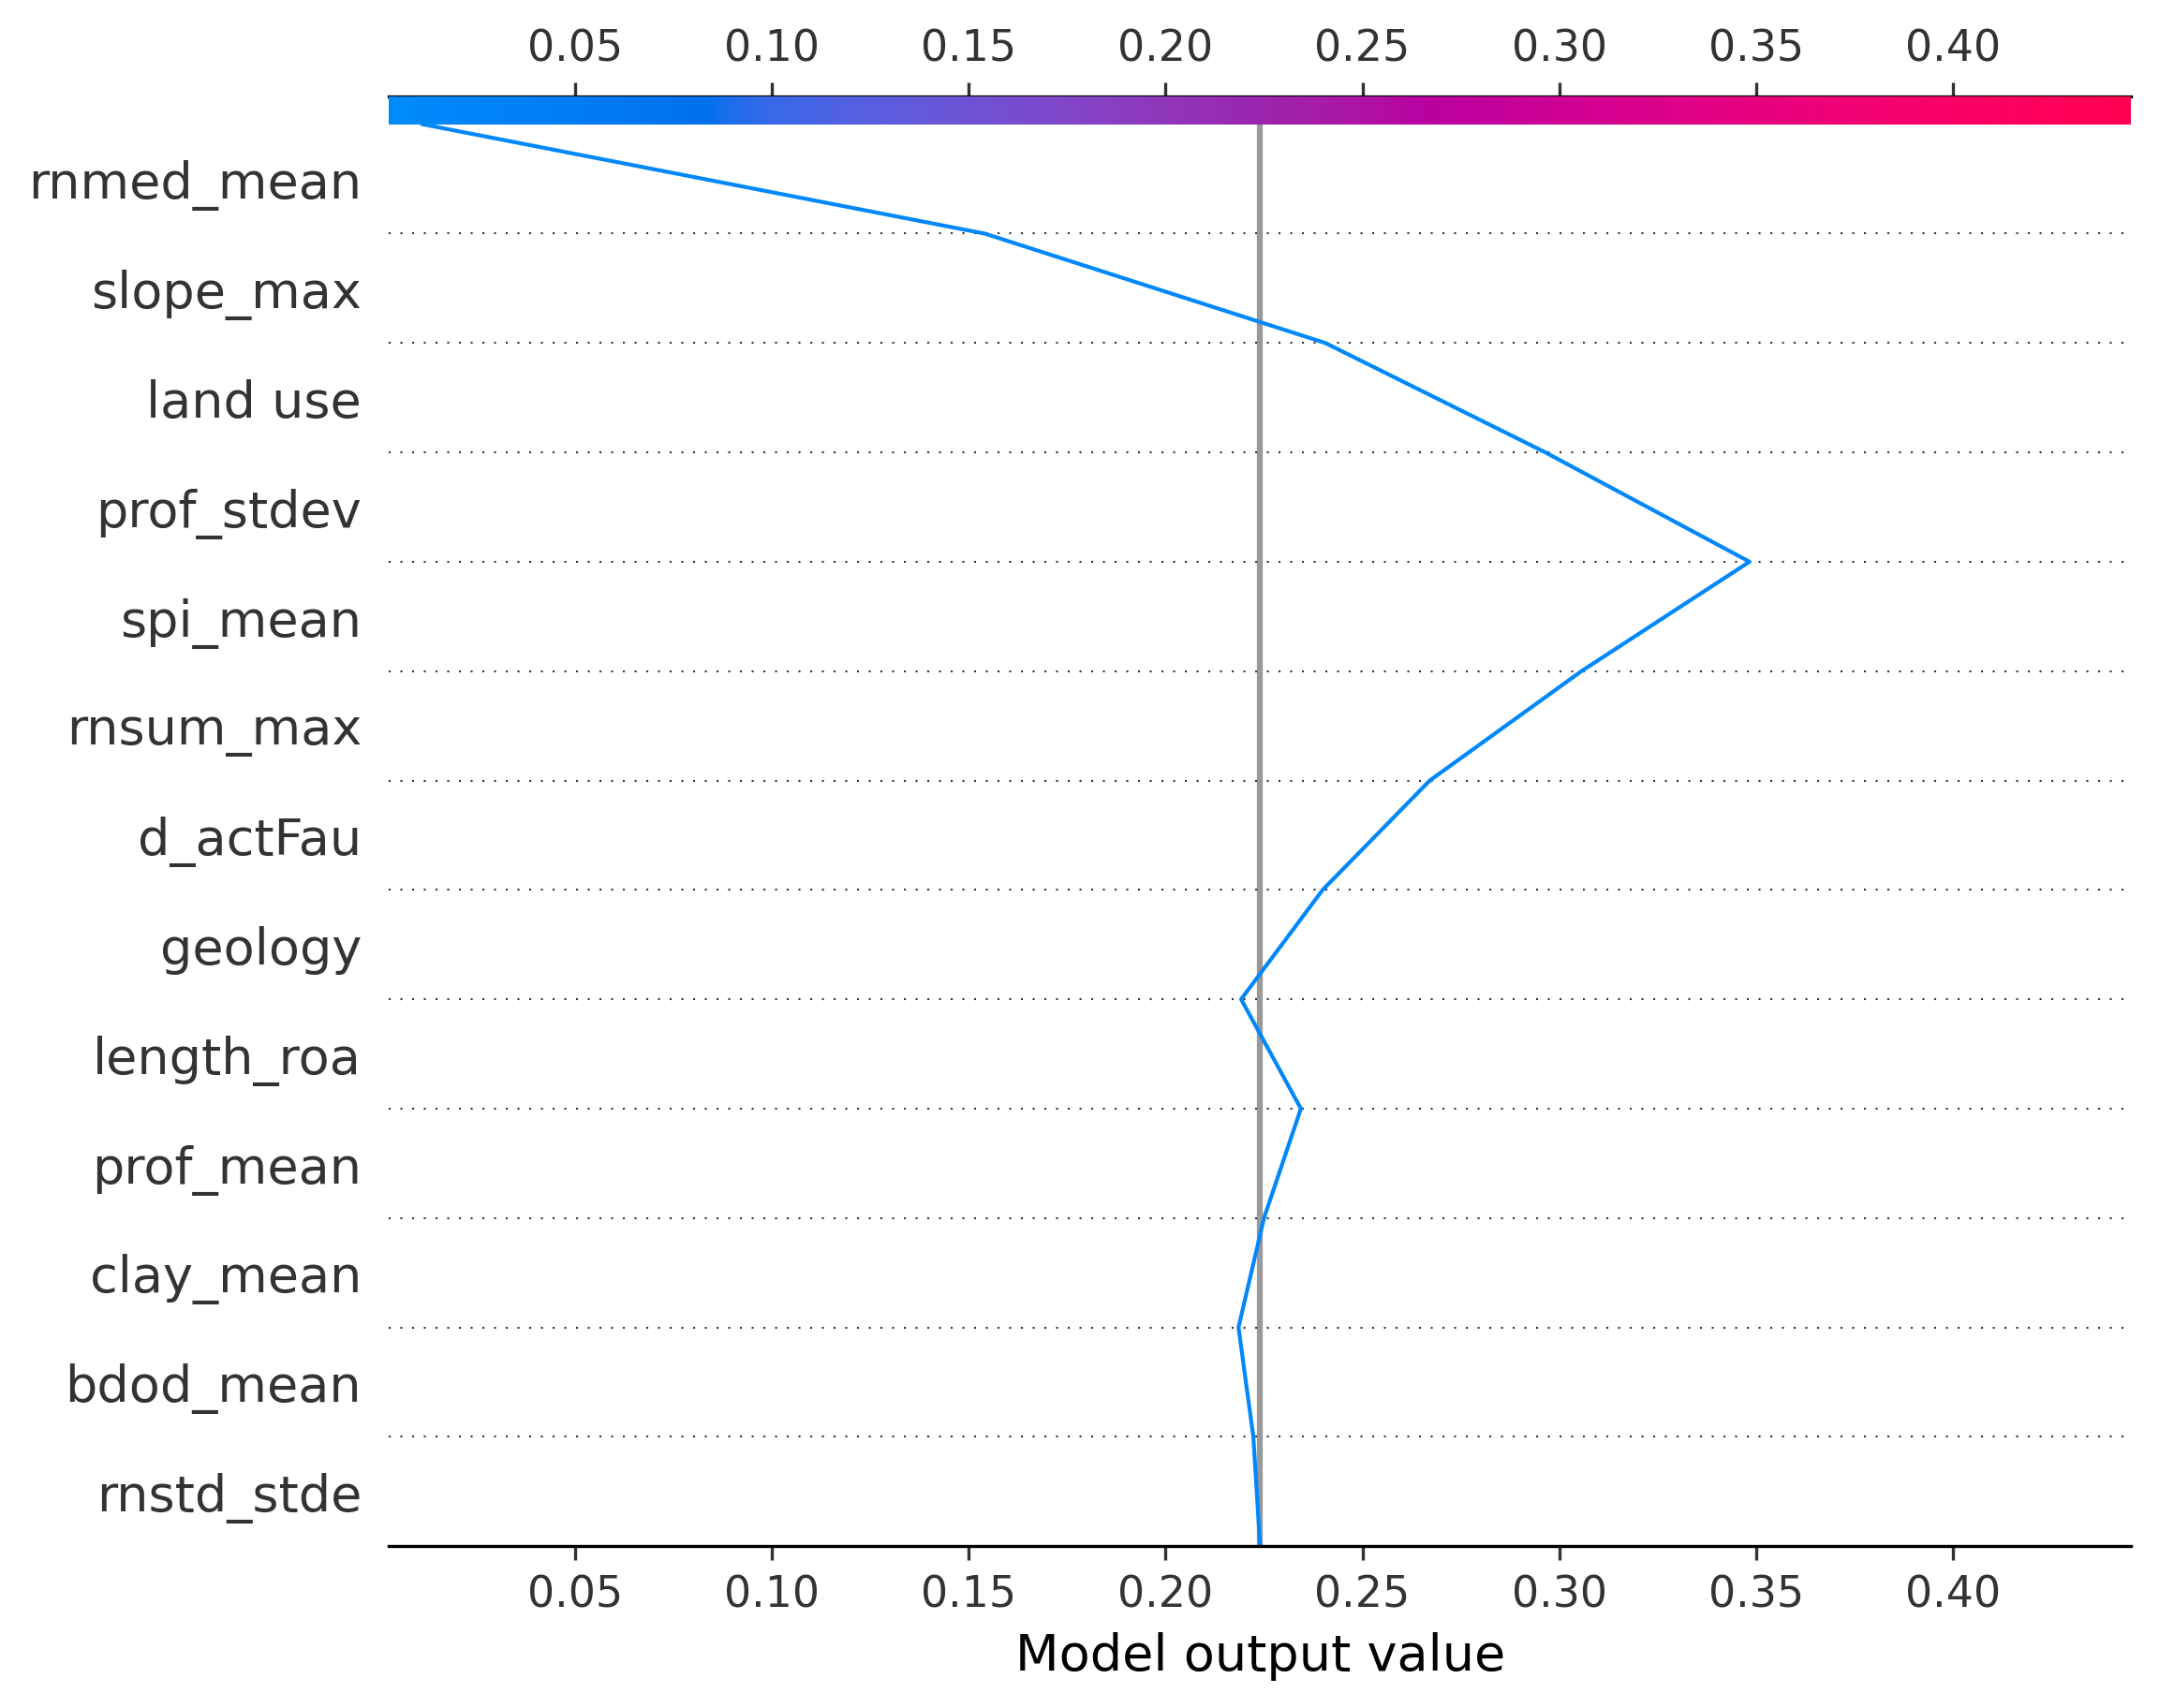 0.05 0.10 0.15 0.20 0.25 0.30 0.35 0.40
rnmed_mean
slope_max
land use
prof_stdev
spi_mean
rnsum_max
d_actFau
geology
length_roa
prof_mean
clay_mean
bdod_mean
rnstd_stde
0.05 0.10 0.15 0.20 0.25 0.30 0.35 0.40
Model output value